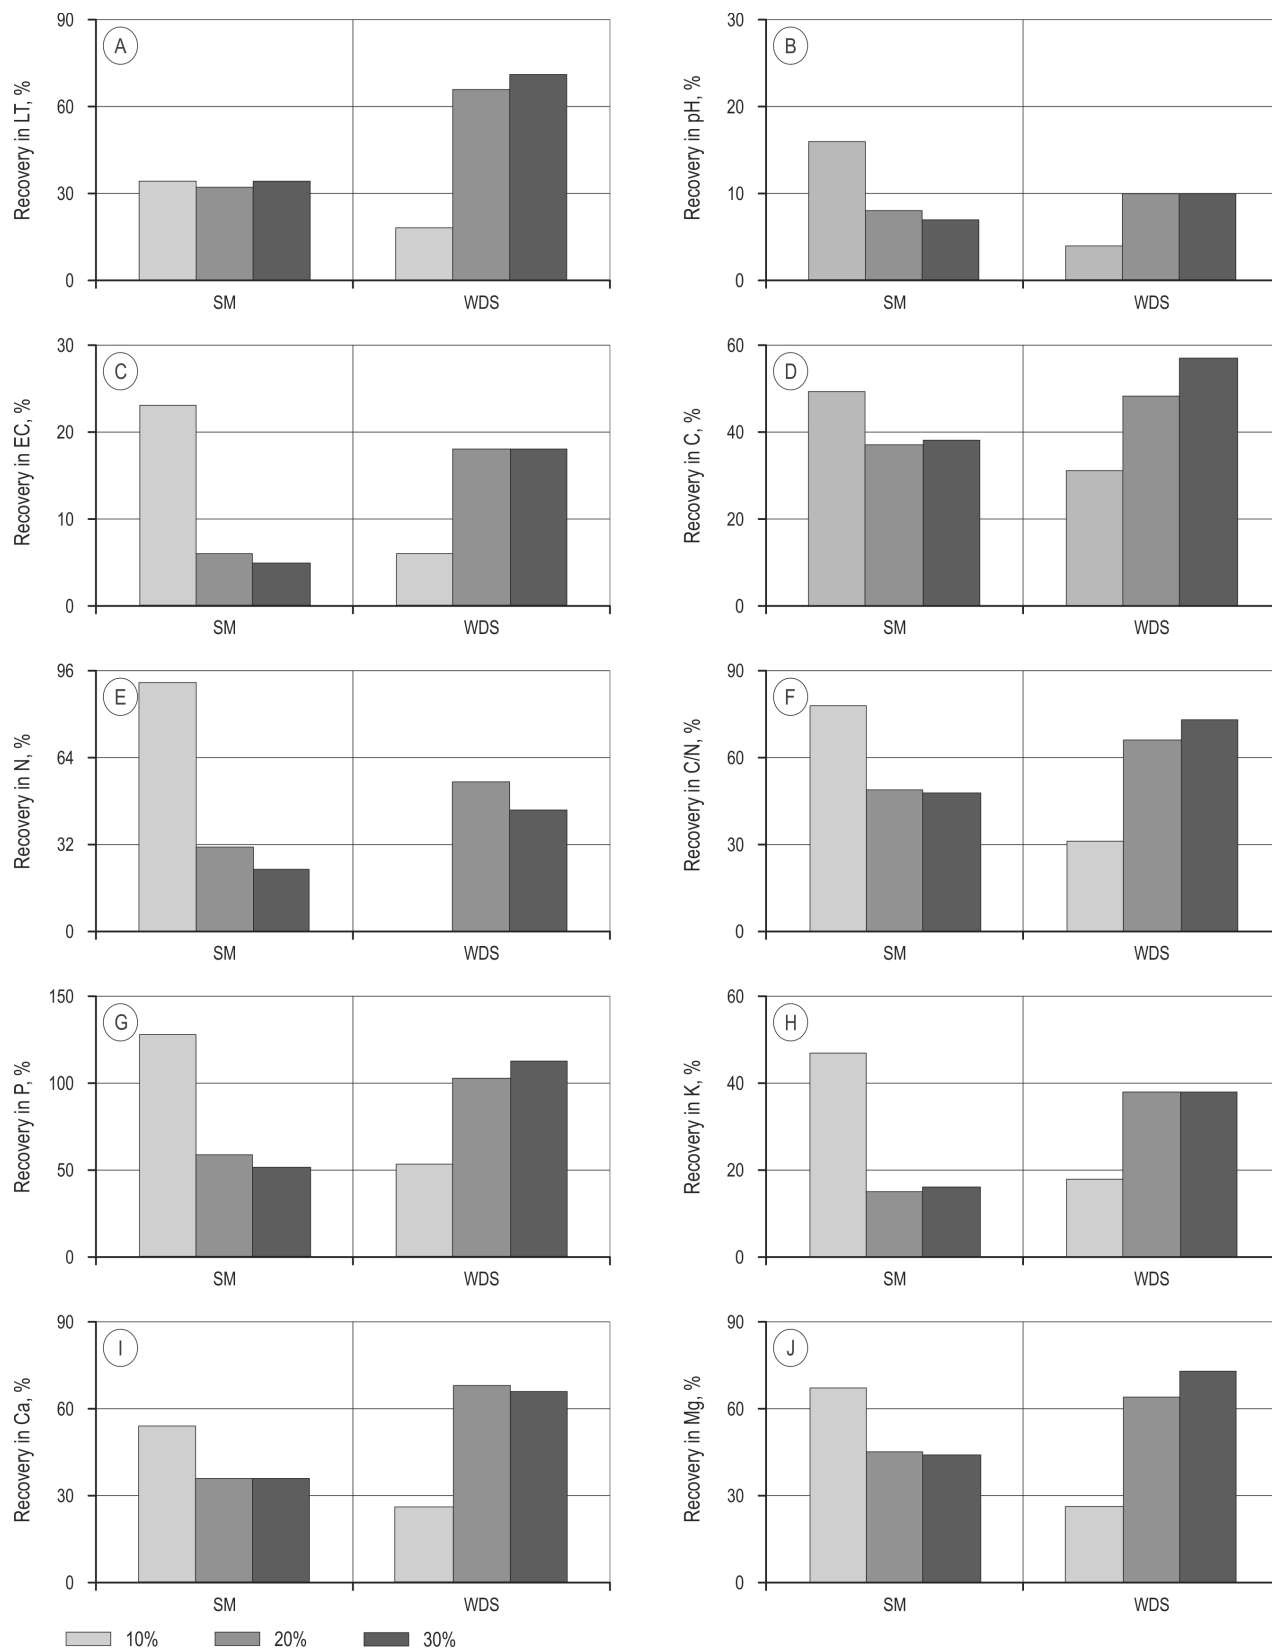 A
Recovery in LT, %
90
60
30
0
SM
WDS
B
Recovery in pH, %
30
20
10
0
SM
WDS
C
Recovery in EC, %
30
20
10
0
SM
WDS
D
Recovery in C, %
60
40
20
0
SM
WDS
E
Recovery in N, %
96
64
32
0
SM
WDS
F
Recovery in C/N, %
90
60
30
0
SM
WDS
G
Recovery in P, %
150
100
50
0
SM
WDS
H
Recovery in K, %
60
40
20
0
SM
WDS
I
Recovery in Ca, %
90
60
30
0
SM
WDS
J
Recovery in Mg, %
90
60
30
0
SM
WDS
10%
20%
30%